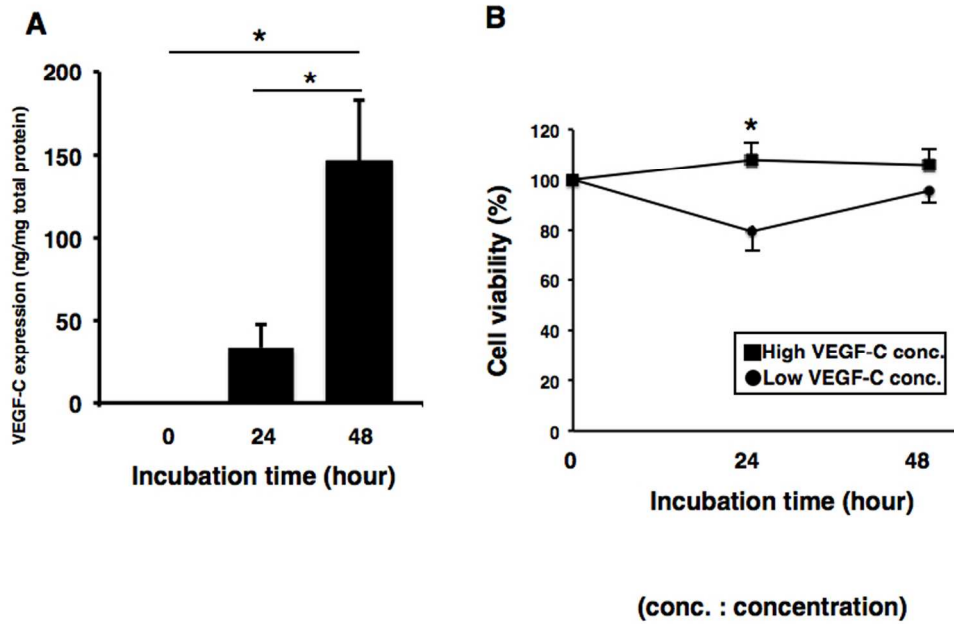 A
*
*
200
150
100
50
0
VEGF-C expression (ng/mg total protein)
0 24 48
Incubation time (hour)
B
*
120
100
80
60
40
20
0
Cell viability (%)
High VEGF-C conc.
Low VEGF-C conc.
0 24 48
Incubation time (hour)
(conc. : concentration)